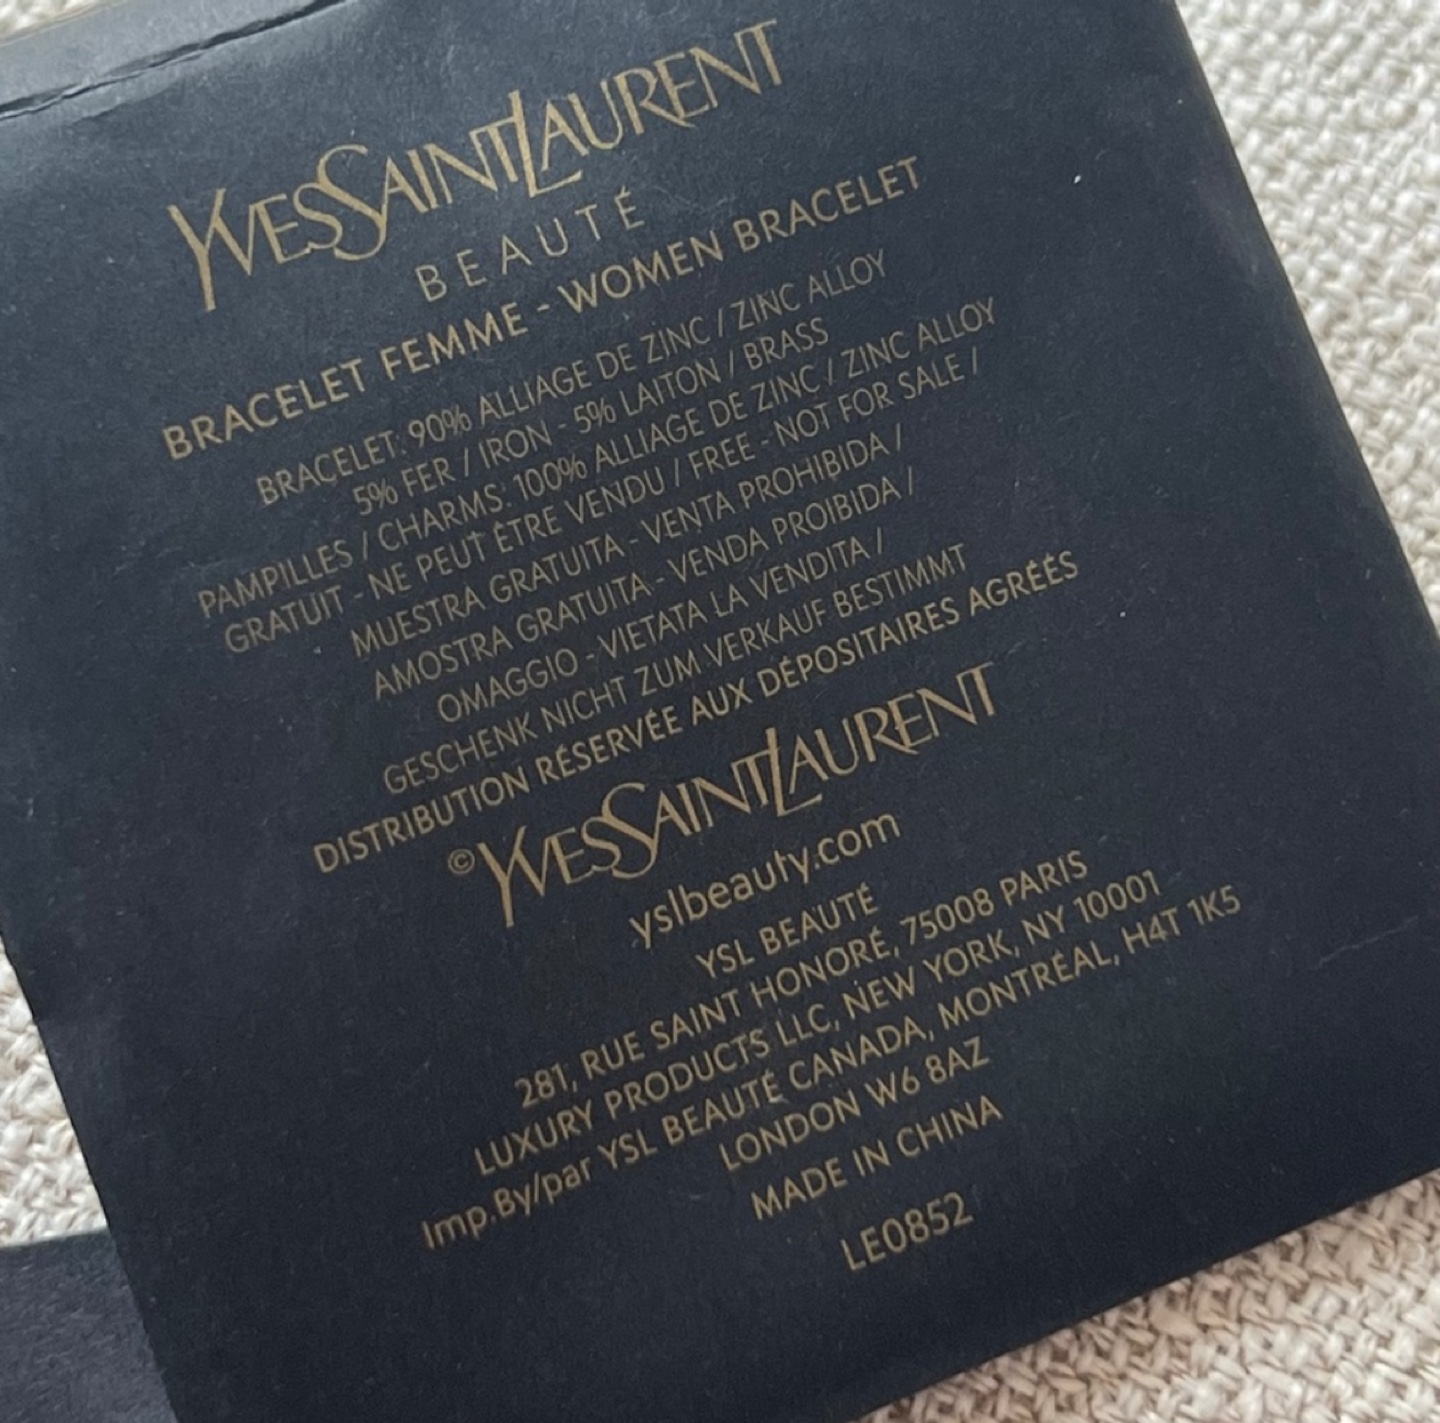 YVESSAINTLAURENT
BEAUTÉ
BRACELET FEMME - WOMEN BRACELET
BRACELET: 90% ALLIAGE DE ZINC / ZINC ALLOY
5% FER / IRON - 5% LAITON / BRASS
PAMPILLES / CHARMS: 100% ALLIAGE DE ZINC / ZINC ALLOY
GRATUIT - NE PEUT ÊTRE VENDU / FREE - NOT FOR SALE /
MUESTRA GRATUITA - VENTA PROHIBIDA /
AMOSTRA GRATUITA - VENDA PROIBIDA /
OMAGGIO - VIETATA LA VENDITA /
GESCHENK NICHT ZUM VERKAUF BESTIMMT
DISTRIBUTION RÉSERVÉE AUX DÉPOSITAIRES AGRÉÉS
©YVESSAINTLAURENT
yslbeauty.com
YSL BEAUTÉ
281, RUE SAINT HONORÉ, 75008 PARIS
LUXURY PRODUCTS LLC, NEW YORK, NY 10001
Imp.By/par YSL BEAUTÉ CANADA, MONTRÉAL, H4T 1K5
LONDON W6 8AZ
MADE IN CHINA
LE0852